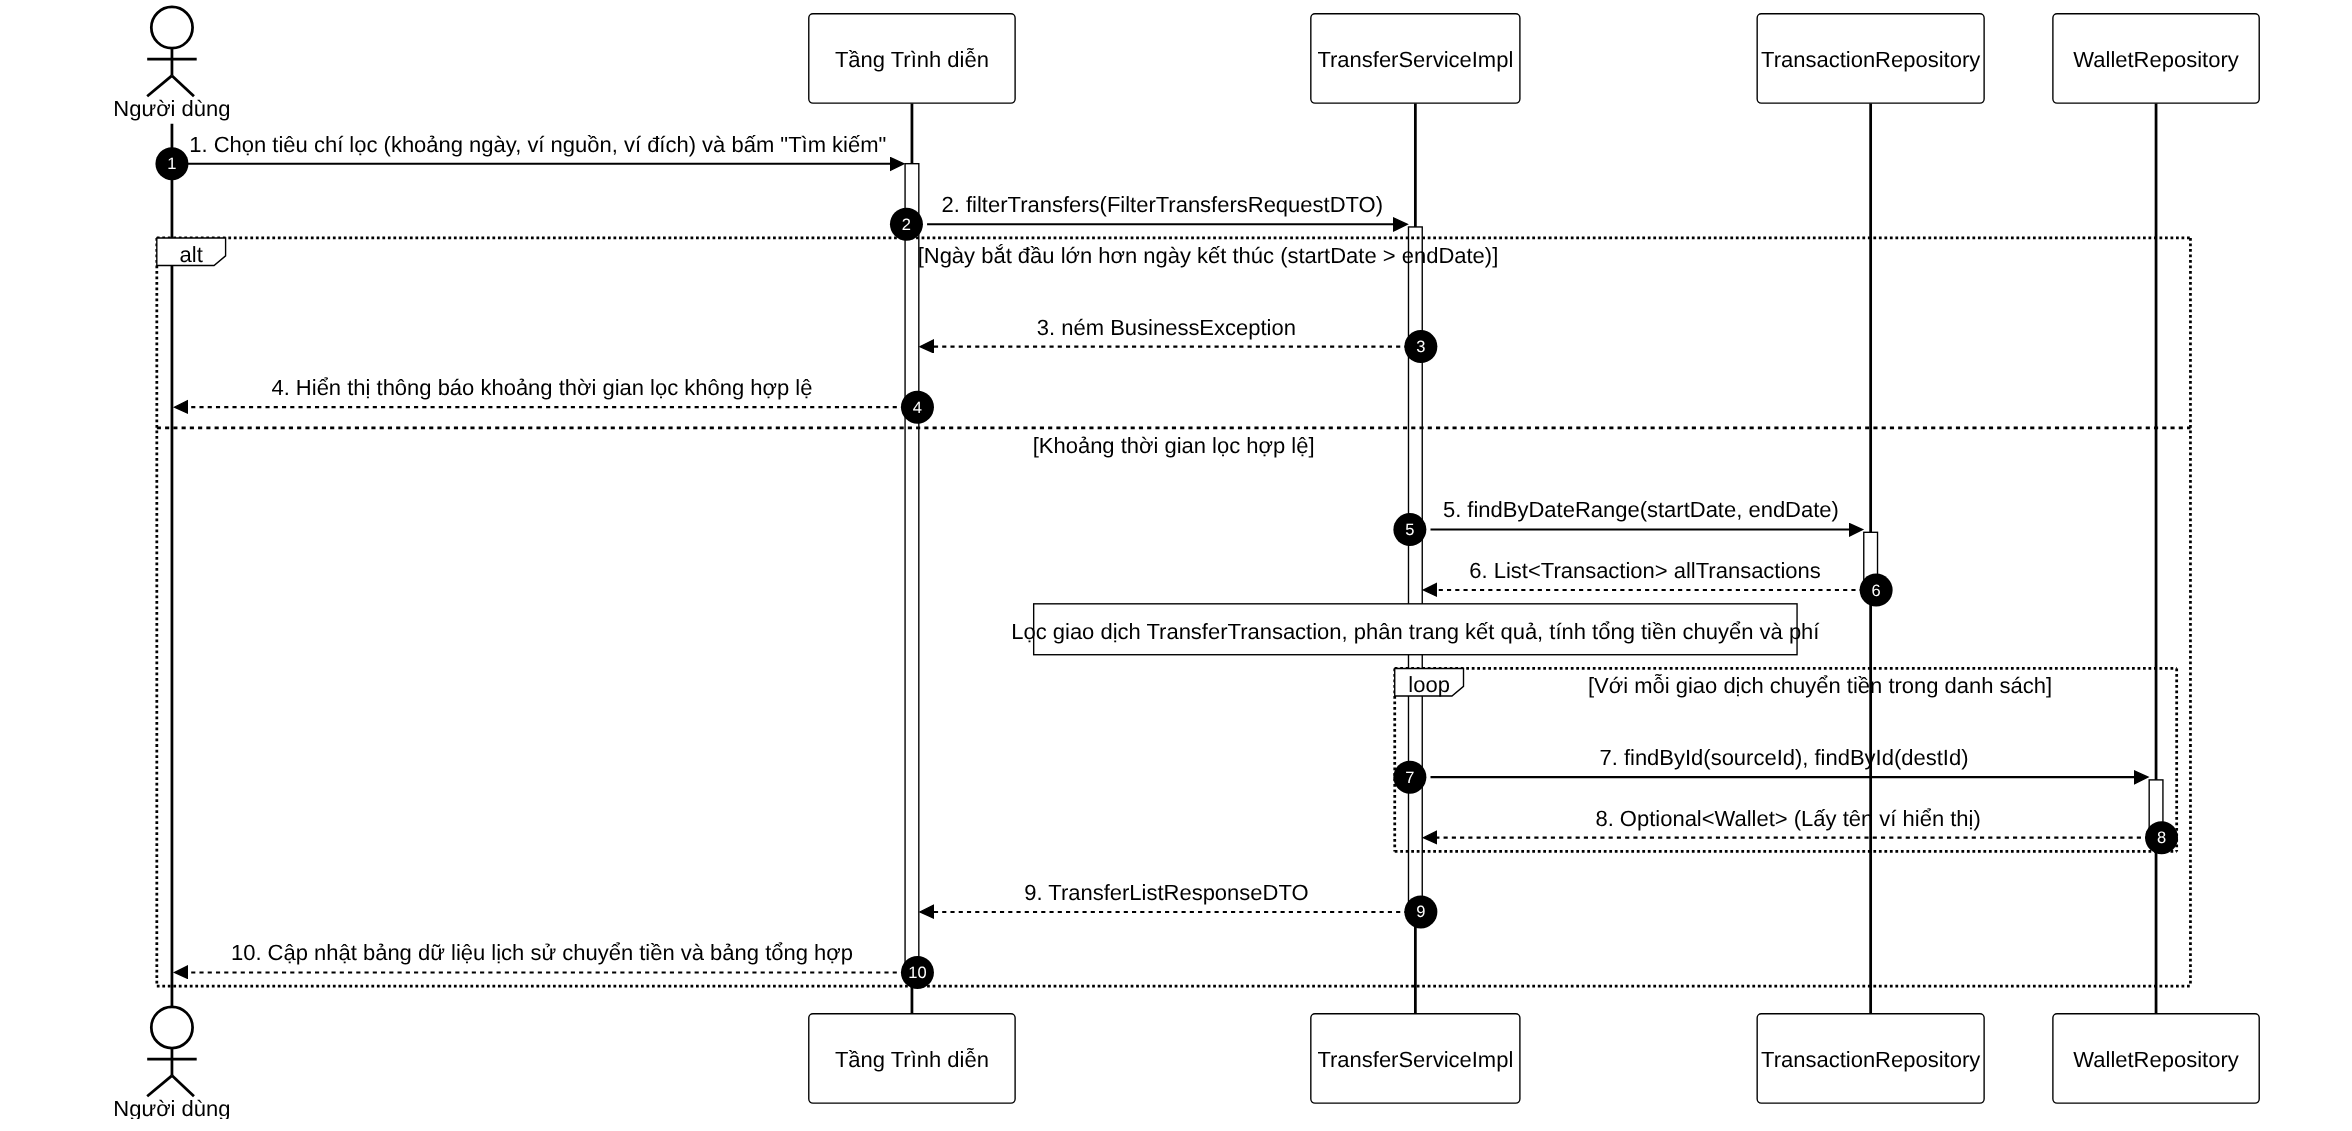 Người dùng
Tầng Trình diễn
TransferServiceImpl
TransactionRepository
WalletRepository
1. Chọn tiêu chí lọc (khoảng ngày, ví nguồn, ví đích) và bấm "Tìm kiếm"
1
2. filterTransfers(FilterTransfersRequestDTO)
2
alt
[Ngày bắt đầu lớn hơn ngày kết thúc (startDate > endDate)]
3. ném BusinessException
3
4. Hiển thị thông báo khoảng thời gian lọc không hợp lệ
4
[Khoảng thời gian lọc hợp lệ]
5. findByDateRange(startDate, endDate)
5
6. List<Transaction> allTransactions
6
Lọc giao dịch TransferTransaction, phân trang kết quả, tính tổng tiền chuyển và phí
loop
[Với mỗi giao dịch chuyển tiền trong danh sách]
7. findById(sourceId), findById(destId)
7
8. Optional<Wallet> (Lấy tên ví hiển thị)
8
9. TransferListResponseDTO
9
10. Cập nhật bảng dữ liệu lịch sử chuyển tiền và bảng tổng hợp
10
Người dùng
Tầng Trình diễn
TransferServiceImpl
TransactionRepository
WalletRepository